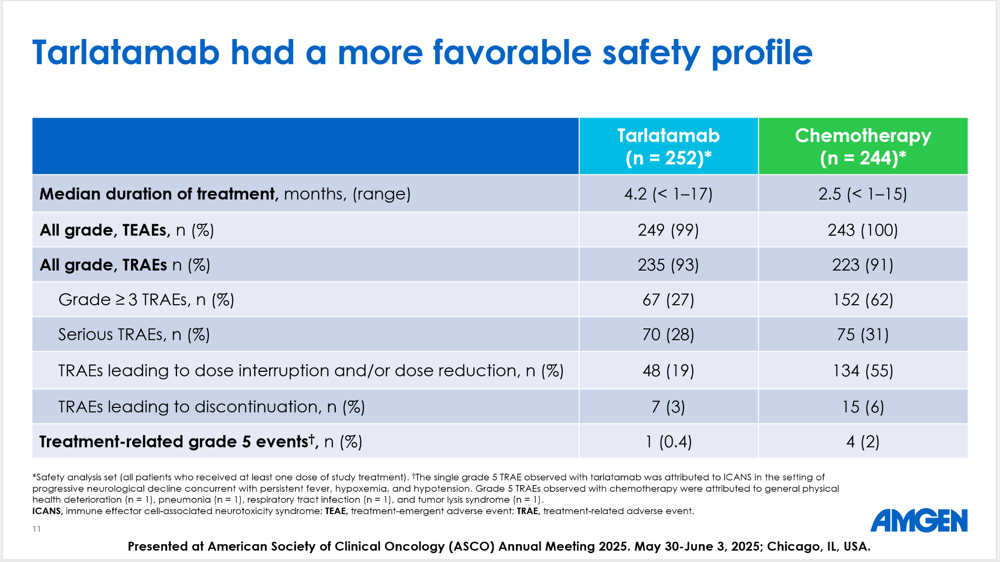 Tarlatamab had a more favorable safety profile
Tarlatamab
(n = 252)*
Chemotherapy
(n = 244)*
Median duration of treatment, months, (range) 4.2 (< 1–17) 2.5 (< 1–15)
All grade, TEAEs, n (%) 249 (99) 243 (100)
All grade, TRAEs n (%) 235 (93) 223 (91)
Grade ≥ 3 TRAEs, n (%) 67 (27) 152 (62)
Serious TRAEs, n (%) 70 (28) 75 (31)
TRAEs leading to dose interruption and/or dose reduction, n (%) 48 (19) 134 (55)
TRAEs leading to discontinuation, n (%) 7 (3) 15 (6)
Treatment-related grade 5 events†, n (%) 1 (0.4) 4 (2)
*Safety analysis set (all patients who received at least one dose of study treatment). †The single grade 5 TRAE observed with tarlatamab was attributed to ICANS in the setting of
progressive neurological decline concurrent with persistent fever, hypoxemia, and hypotension. Grade 5 TRAEs observed with chemotherapy were attributed to general physical
health deterioration (n = 1), pneumonia (n = 1), respiratory tract infection (n = 1), and tumor lysis syndrome (n = 1).
ICANS, immune effector cell-associated neurotoxicity syndrome; TEAE, treatment-emergent adverse event; TRAE, treatment-related adverse event.
AMGEN
11
Presented at American Society of Clinical Oncology (ASCO) Annual Meeting 2025. May 30-June 3, 2025; Chicago, IL, USA.